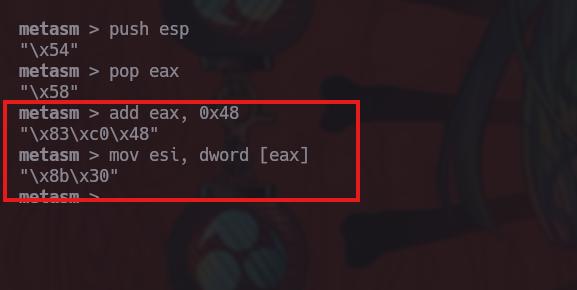 metasm > push esp
"\x54"
metasm > pop eax
"\x58"
metasm > add eax, 0x48
"\x83\xc0\x48"
metasm > mov esi, dword [eax]
"\x8b\x30"
metasm >